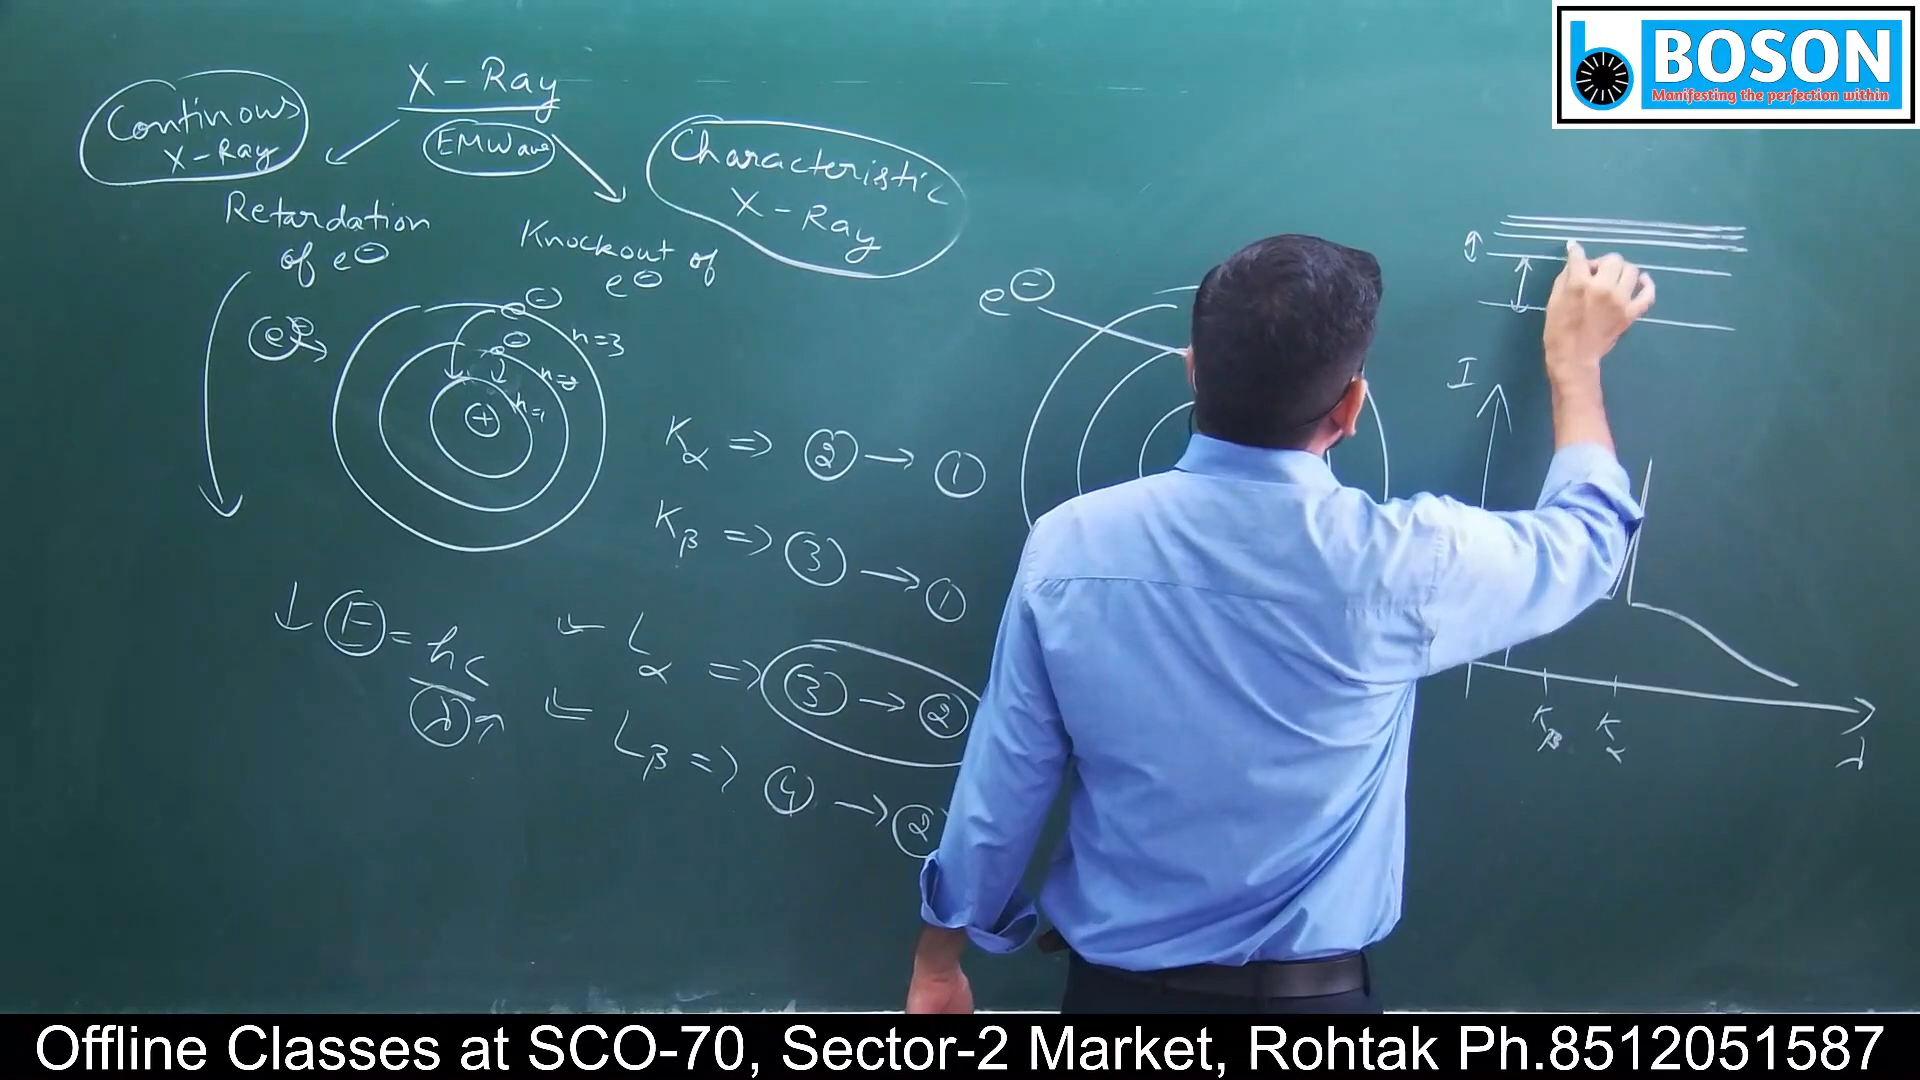 BOSON
Manifesting the perfection within
X-Ray
Continous
X-Ray
EMWave
Characteristic
X-Ray
Retardation
of e⊖
Knockout of
e⊖
e⊖
⊖
⊖
n=3
n=2
n=1
+
e⊖
Kα => ② → ①
Kβ => ③ → ①
↓ E = hc
λ
Lα => ③ → ②
Lβ => ④ → ②
I
Kβ
Kα
λ
Offline Classes at SCO-70, Sector-2 Market, Rohtak Ph.8512051587